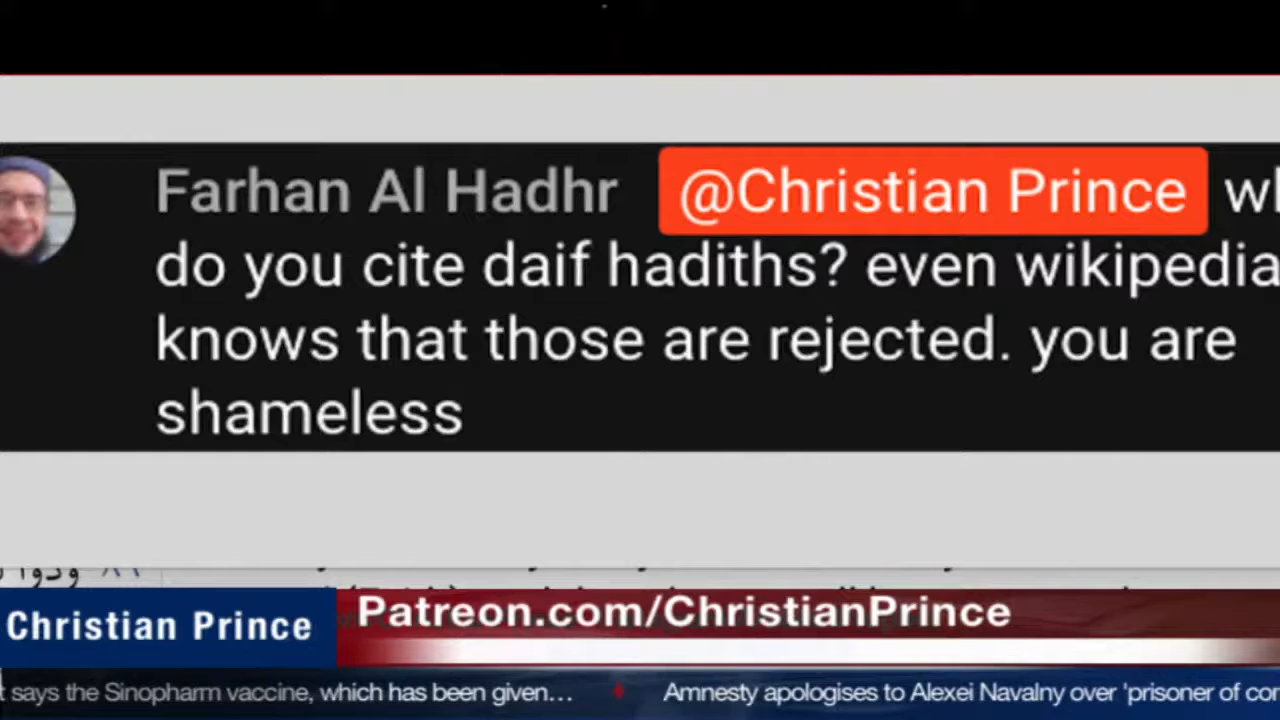 Farhan Al Hadhr @Christian Prince
do you cite daif hadiths? even wikipedia
knows that those are rejected. you are
shameless
Christian Prince
Patreon.com/ChristianPrince
says the Sinopharm vaccine, which has been given… Amnesty apologises to Alexei Navalny over 'prisoner of